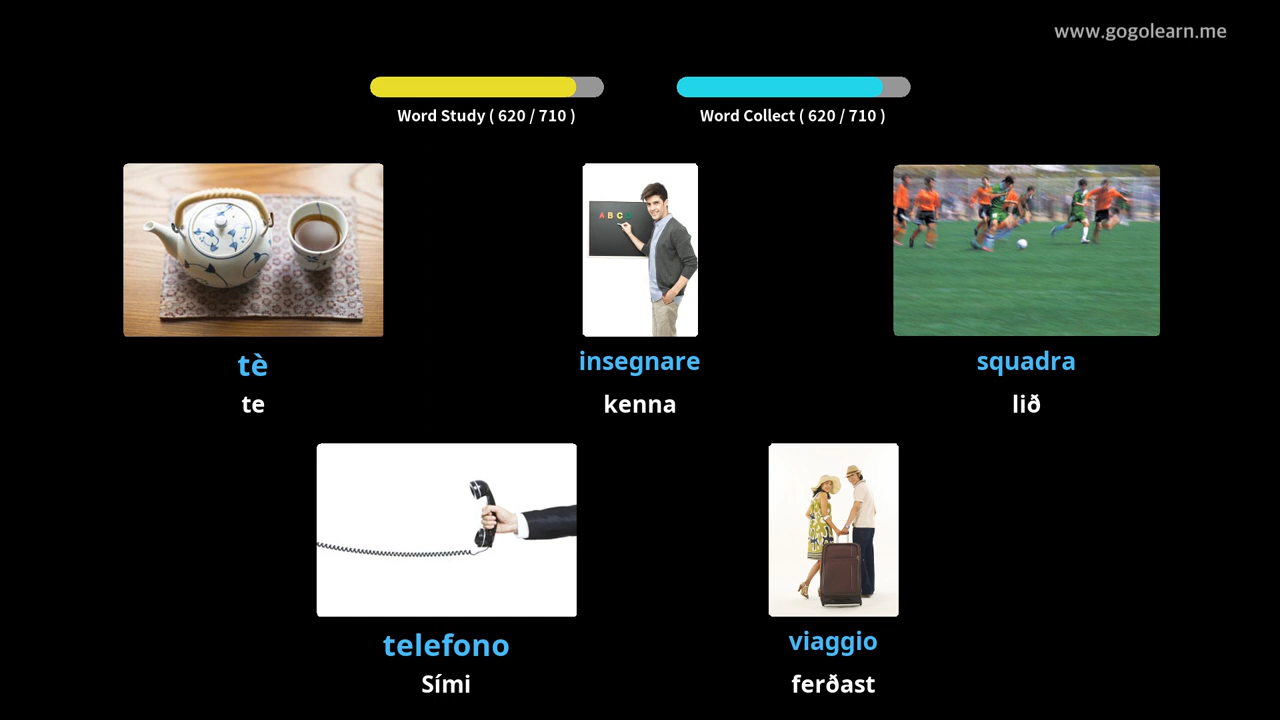 www.gogolearn.me
Word Study ( 620 / 710 )
Word Collect ( 620 / 710 )
A B C D
tè
insegnare
squadra
te
kenna
lið
telefono
viaggio
Sími
ferðast